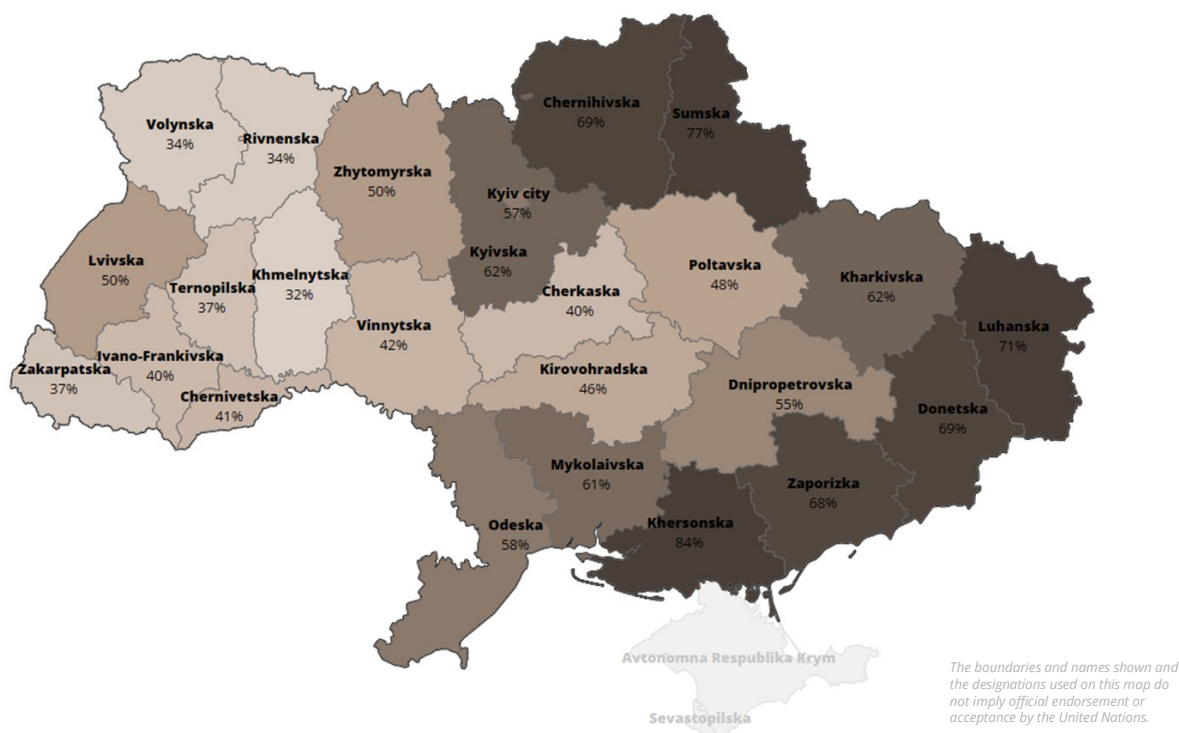 Chernihivska
69%
Sumska
77%
Volynska
34%
Rivnenska
34%
Zhytomyrska
50%
Kyiv city
57%
Kyivska
62%
Lvivska
50%
Ternopilska
37%
Khmelnytska
32%
Cherkaska
40%
Poltavska
48%
Kharkivska
62%
Vinnytska
42%
Luhanska
71%
Ivano-Frankivska
40%
Zakarpatska
37%
Chernivetska
41%
Kirovohradska
46%
Dnipropetrovska
55%
Donetska
69%
Mykolaivska
61%
Zaporizka
68%
Odeska
58%
Khersonska
84%
Avtonomna Respublika Krym
Sevastopilska
The boundaries and names shown and
the designations used on this map do
not imply official endorsement or
acceptance by the United Nations.